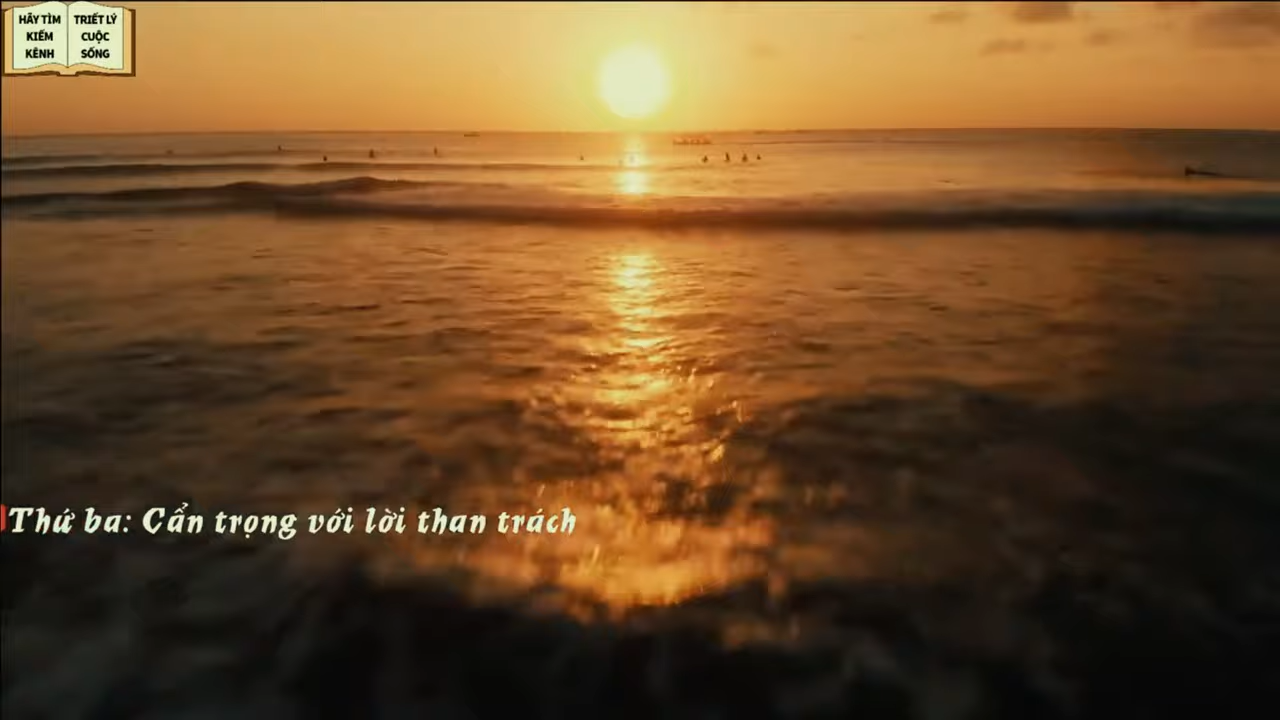 HÃY TÌM
KIẾM
KÊNH
TRIẾT LÝ
CUỘC
SỐNG
Thứ ba: Cẩn trọng với lời than trách